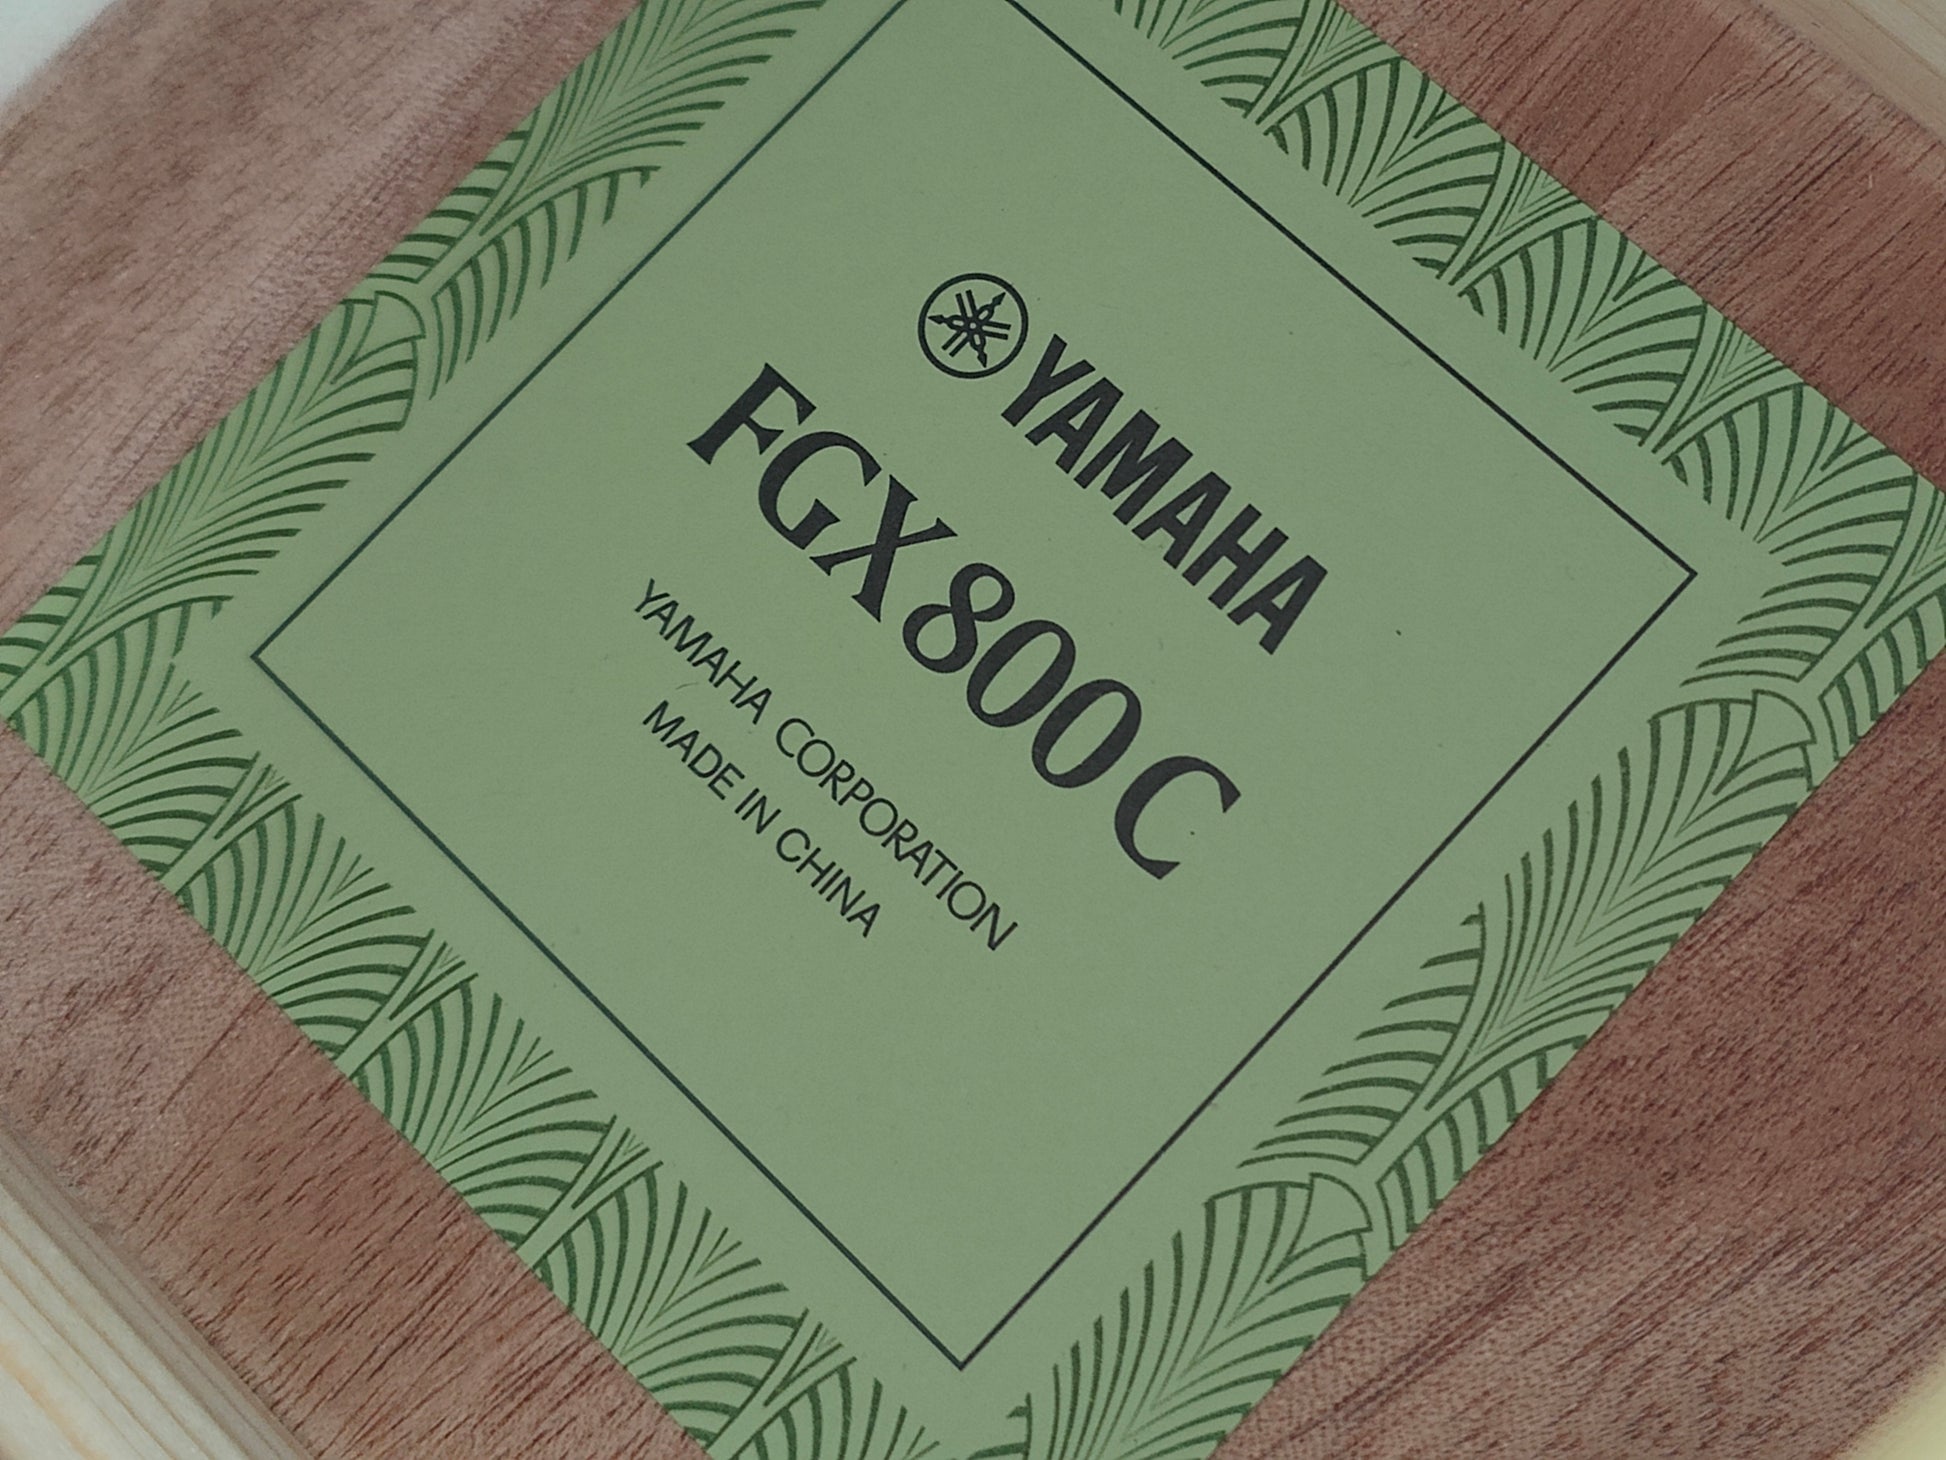 YAMAHA
FGX800C
YAMAHA CORPORATION
MADE IN CHINA